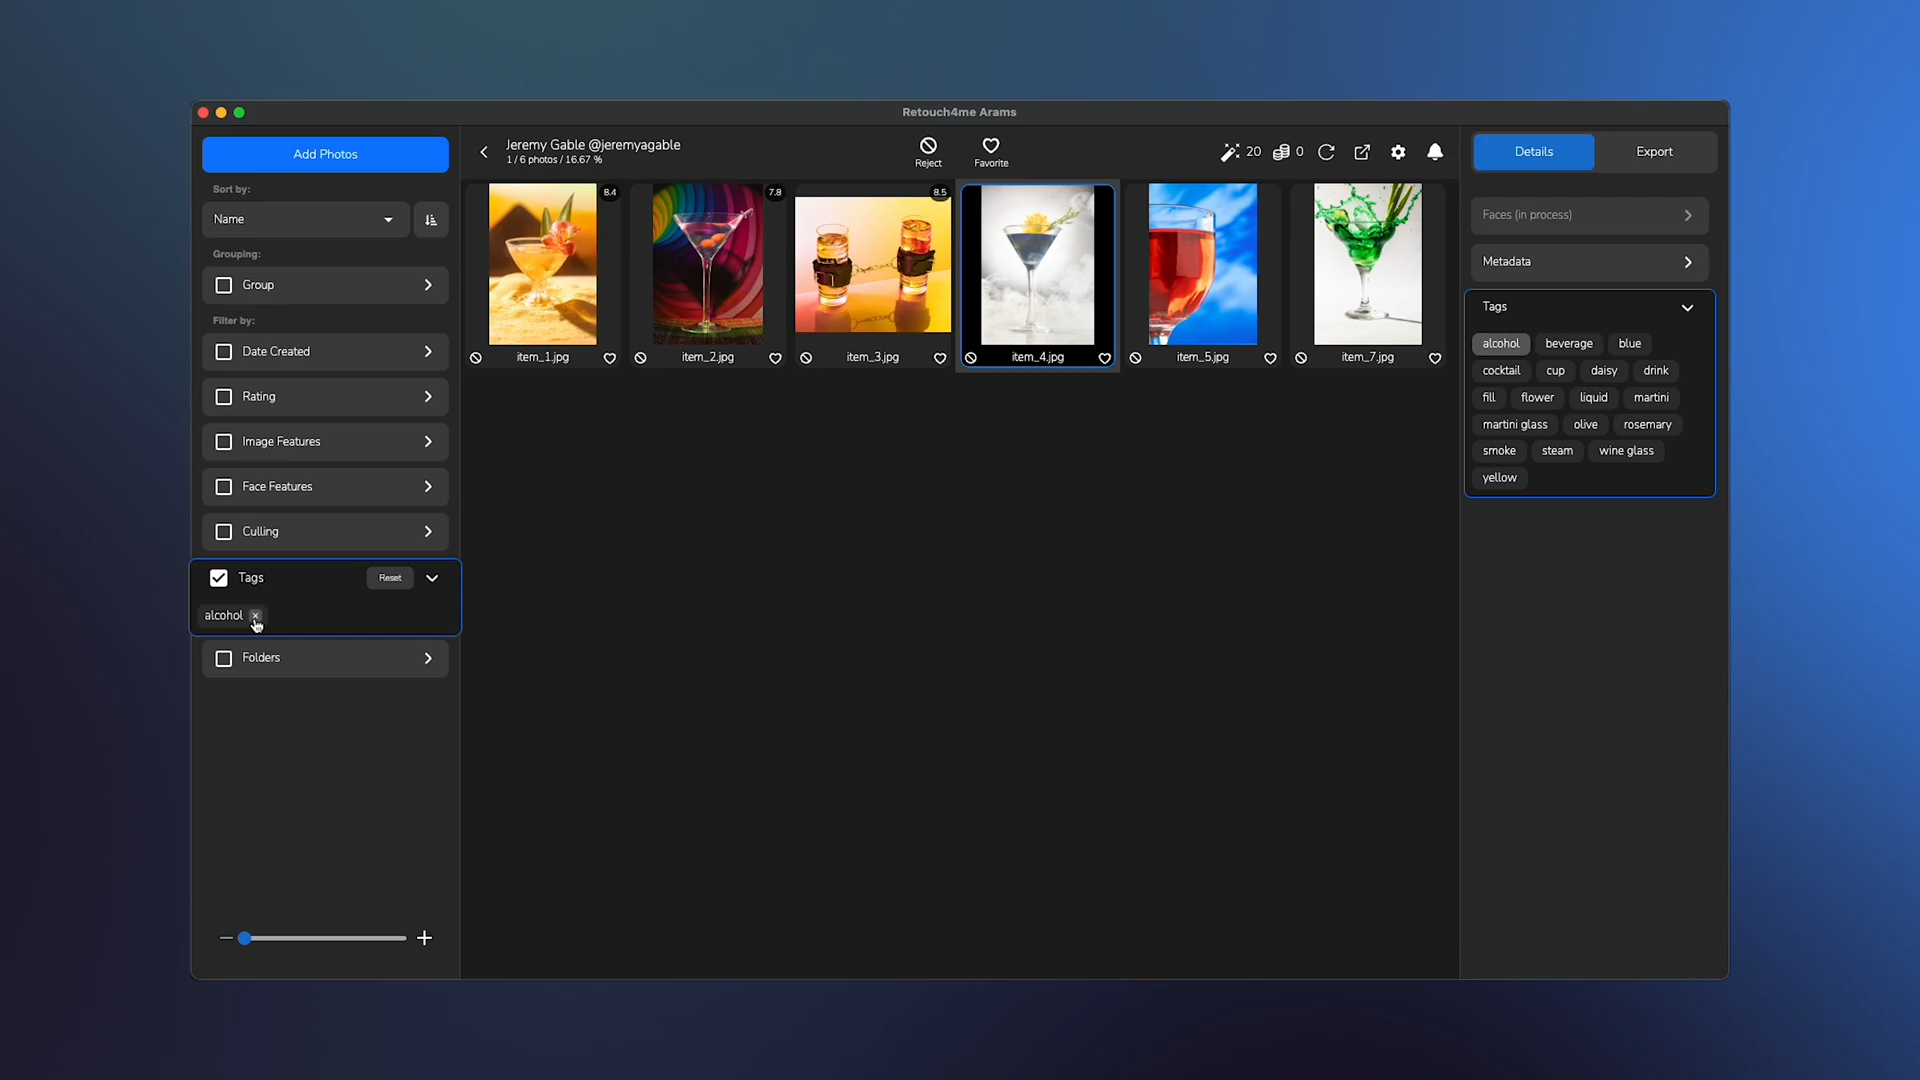 Retouch4me Arams
Add Photos
Sort by:
Name
Grouping:
Group
Filter by:
Date Created
Rating
Image Features
Face Features
Culling
Tags
Reset
alcohol
Folders
Jeremy Gable @jeremyagable
1 / 6 photos / 16.67 %
Reject
Favorite
20
0
8.4
7.8
8.5
item_1.jpg
item_2.jpg
item_3.jpg
item_4.jpg
item_5.jpg
item_7.jpg
Details
Export
Faces (in process)
Metadata
Tags
alcohol beverage blue
cocktail cup daisy drink
fill flower liquid martini
martini glass olive rosemary
smoke steam wine glass
yellow